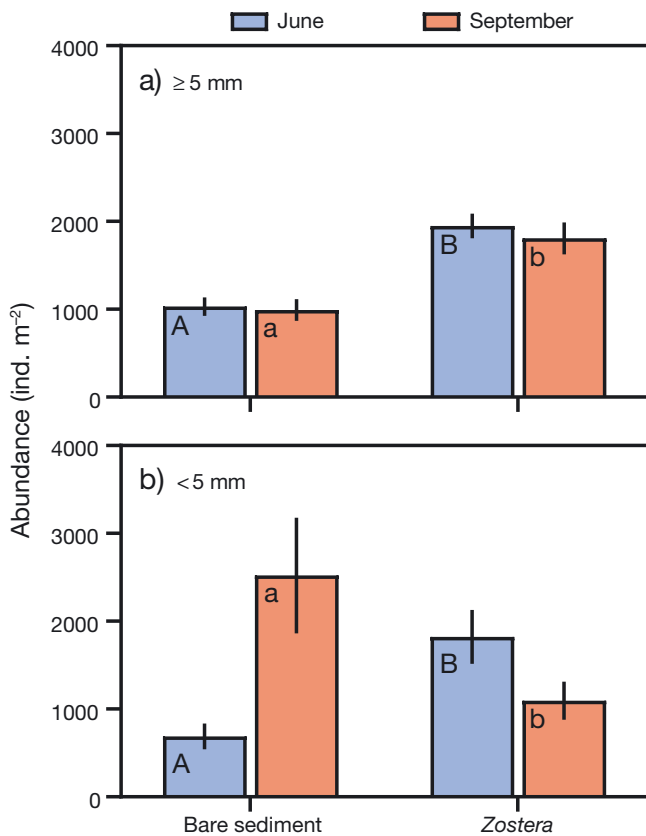 June September
4000
a) ≥ 5 mm
3000
2000
B
b
1000
A
a
0
Abundance (ind. m⁻²)
4000
b) <5 mm
3000
a
2000
B
1000
b
A
0
Bare sediment Zostera